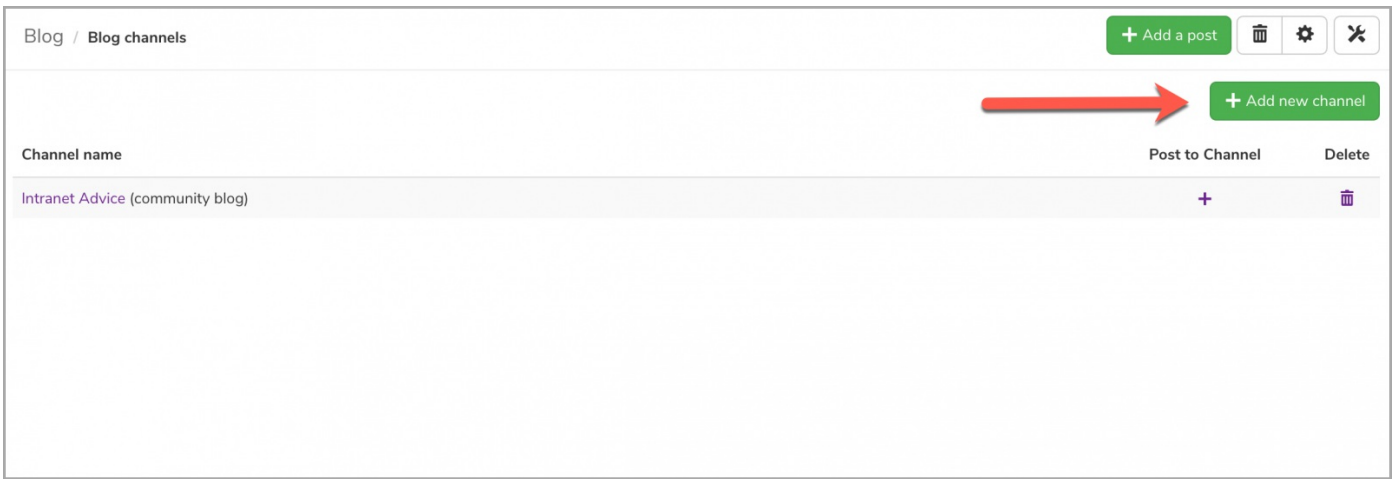 Blog / Blog channels
+ Add a post
+ Add new channel
Channel name Post to Channel Delete
Intranet Advice (community blog) +